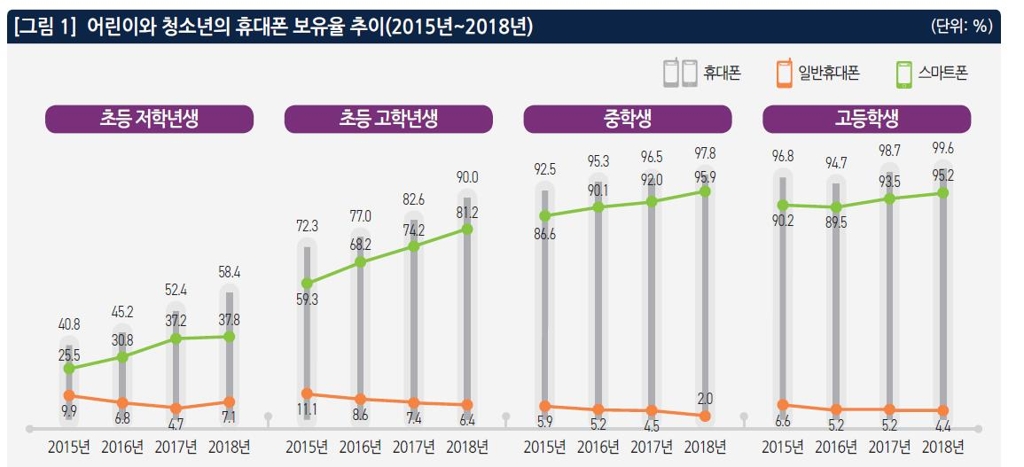 [그림 1] 어린이와 청소년의 휴대폰 보유율 추이(2015년~2018년) (단위: %)
휴대폰 일반휴대폰 스마트폰
초등 저학년생 초등 고학년생 중학생 고등학생
40.8 45.2 52.4 58.4 72.3 77.0 82.6 90.0 92.5 95.3 96.5 97.8 96.8 94.7 98.7 99.6
25.5 30.8 37.2 37.8 59.3 68.2 74.2 81.2 86.6 90.1 92.0 95.9 90.2 89.5 93.5 95.2
9.9 6.8 4.7 7.1 11.1 8.6 7.4 6.4 5.9 5.2 4.5 2.0 6.6 5.2 5.2 4.4
2015년 2016년 2017년 2018년 2015년 2016년 2017년 2018년 2015년 2016년 2017년 2018년 2015년 2016년 2017년 2018년